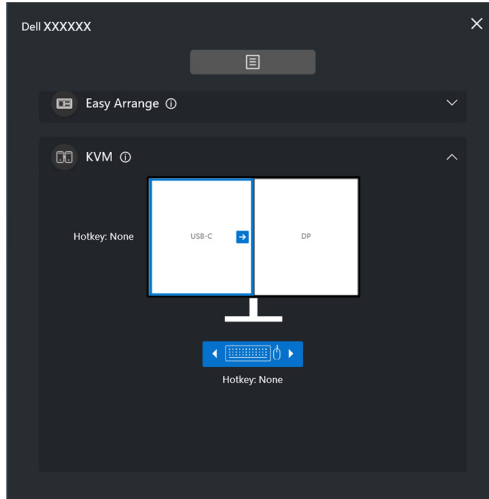 Dell XXXXXX
Easy Arrange
KVM
Hotkey: None
USB-C
DP
Hotkey: None